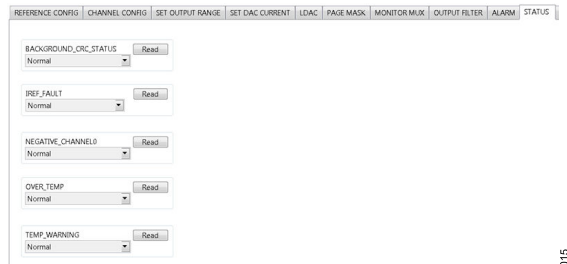 REFERENCE CONFIG CHANNEL CONFIG SET OUTPUT RANGE SET DAC CURRENT LDAC PAGE MASK MONITOR MUX OUTPUT FILTER ALARM STATUS
BACKGROUND_CRC_STATUS Read
Normal
IREF_FAULT Read
Normal
NEGATIVE_CHANNEL0 Read
Normal
OVER_TEMP Read
Normal
TEMP_WARNING Read
Normal